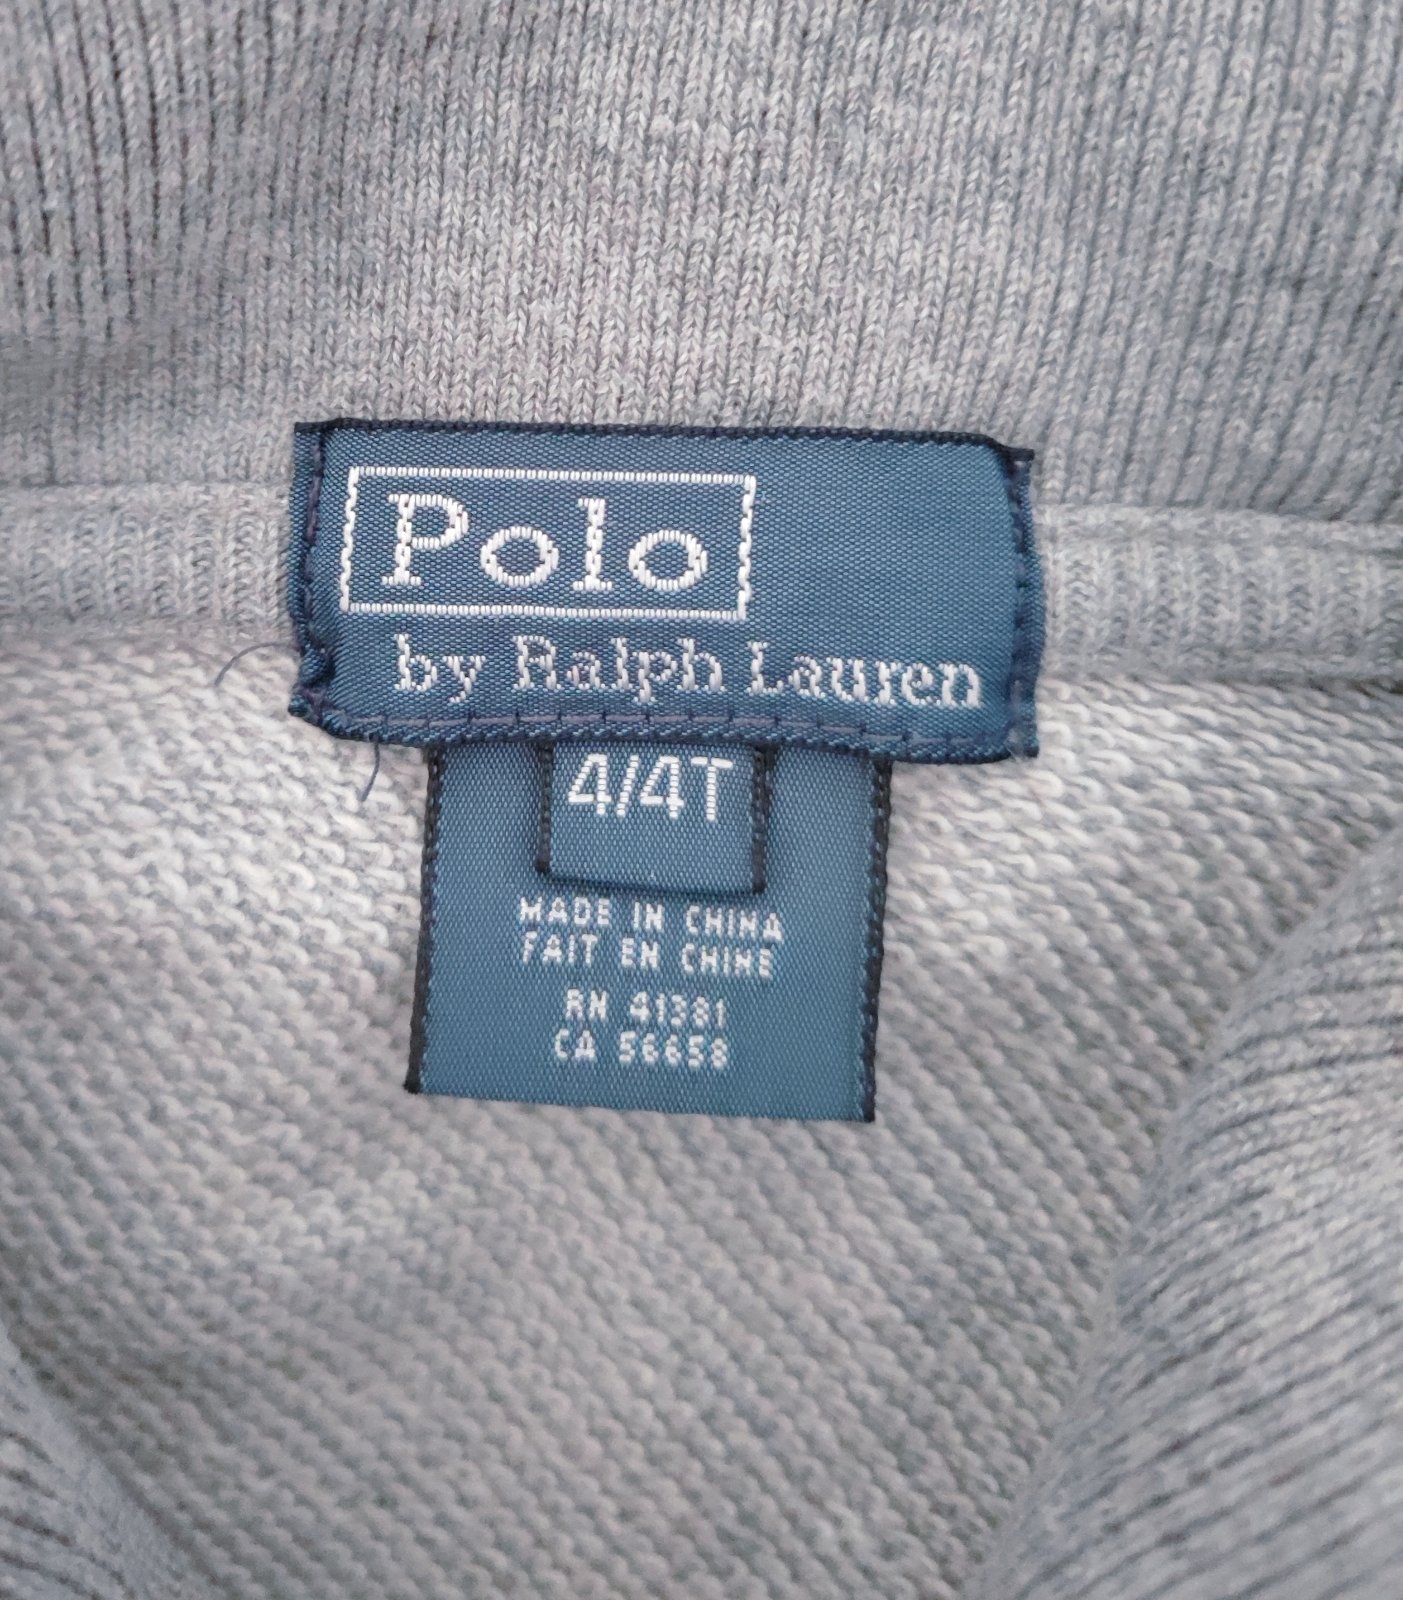 Polo
by Ralph Lauren
4/4T
MADE IN CHINA
FAIT EN CHINE
RN 41381
CA 56658